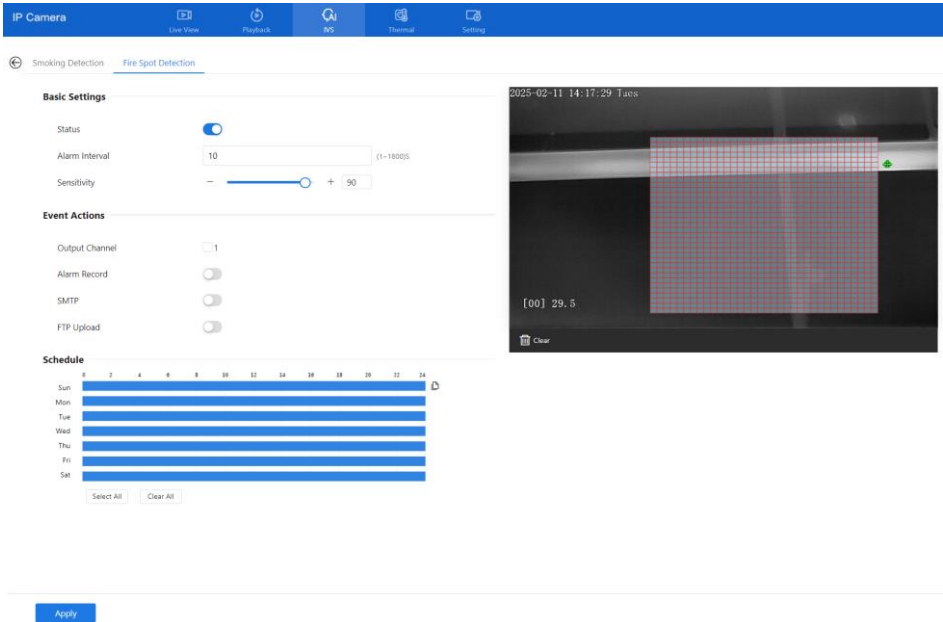 IP Camera
Live View Playback IVS Thermal Setting
Smoking Detection Fire Spot Detection
Basic Settings
Status
Alarm Interval 10 (1~1800)S
Sensitivity − + 90
Event Actions
Output Channel 1
Alarm Record
SMTP
FTP Upload
Schedule
0 2 4 6 8 10 12 14 16 18 20 22 24
Sun
Mon
Tue
Wed
Thu
Fri
Sat
Select All Clear All
2025-02-11 14:17:29 Tues
[00] 29.5
Clear
Apply